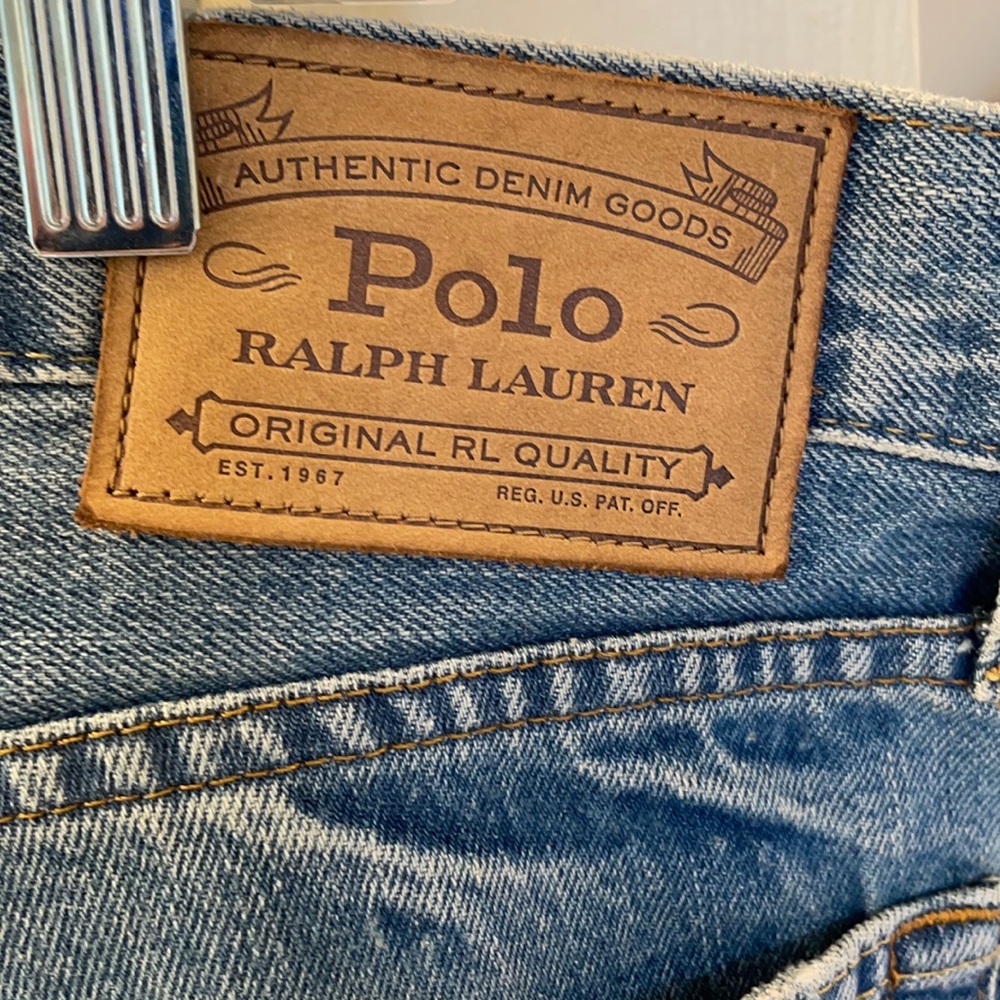 AUTHENTIC DENIM GOODS
Polo
RALPH LAUREN
ORIGINAL RL QUALITY
EST. 1967
REG. U.S. PAT. OFF.